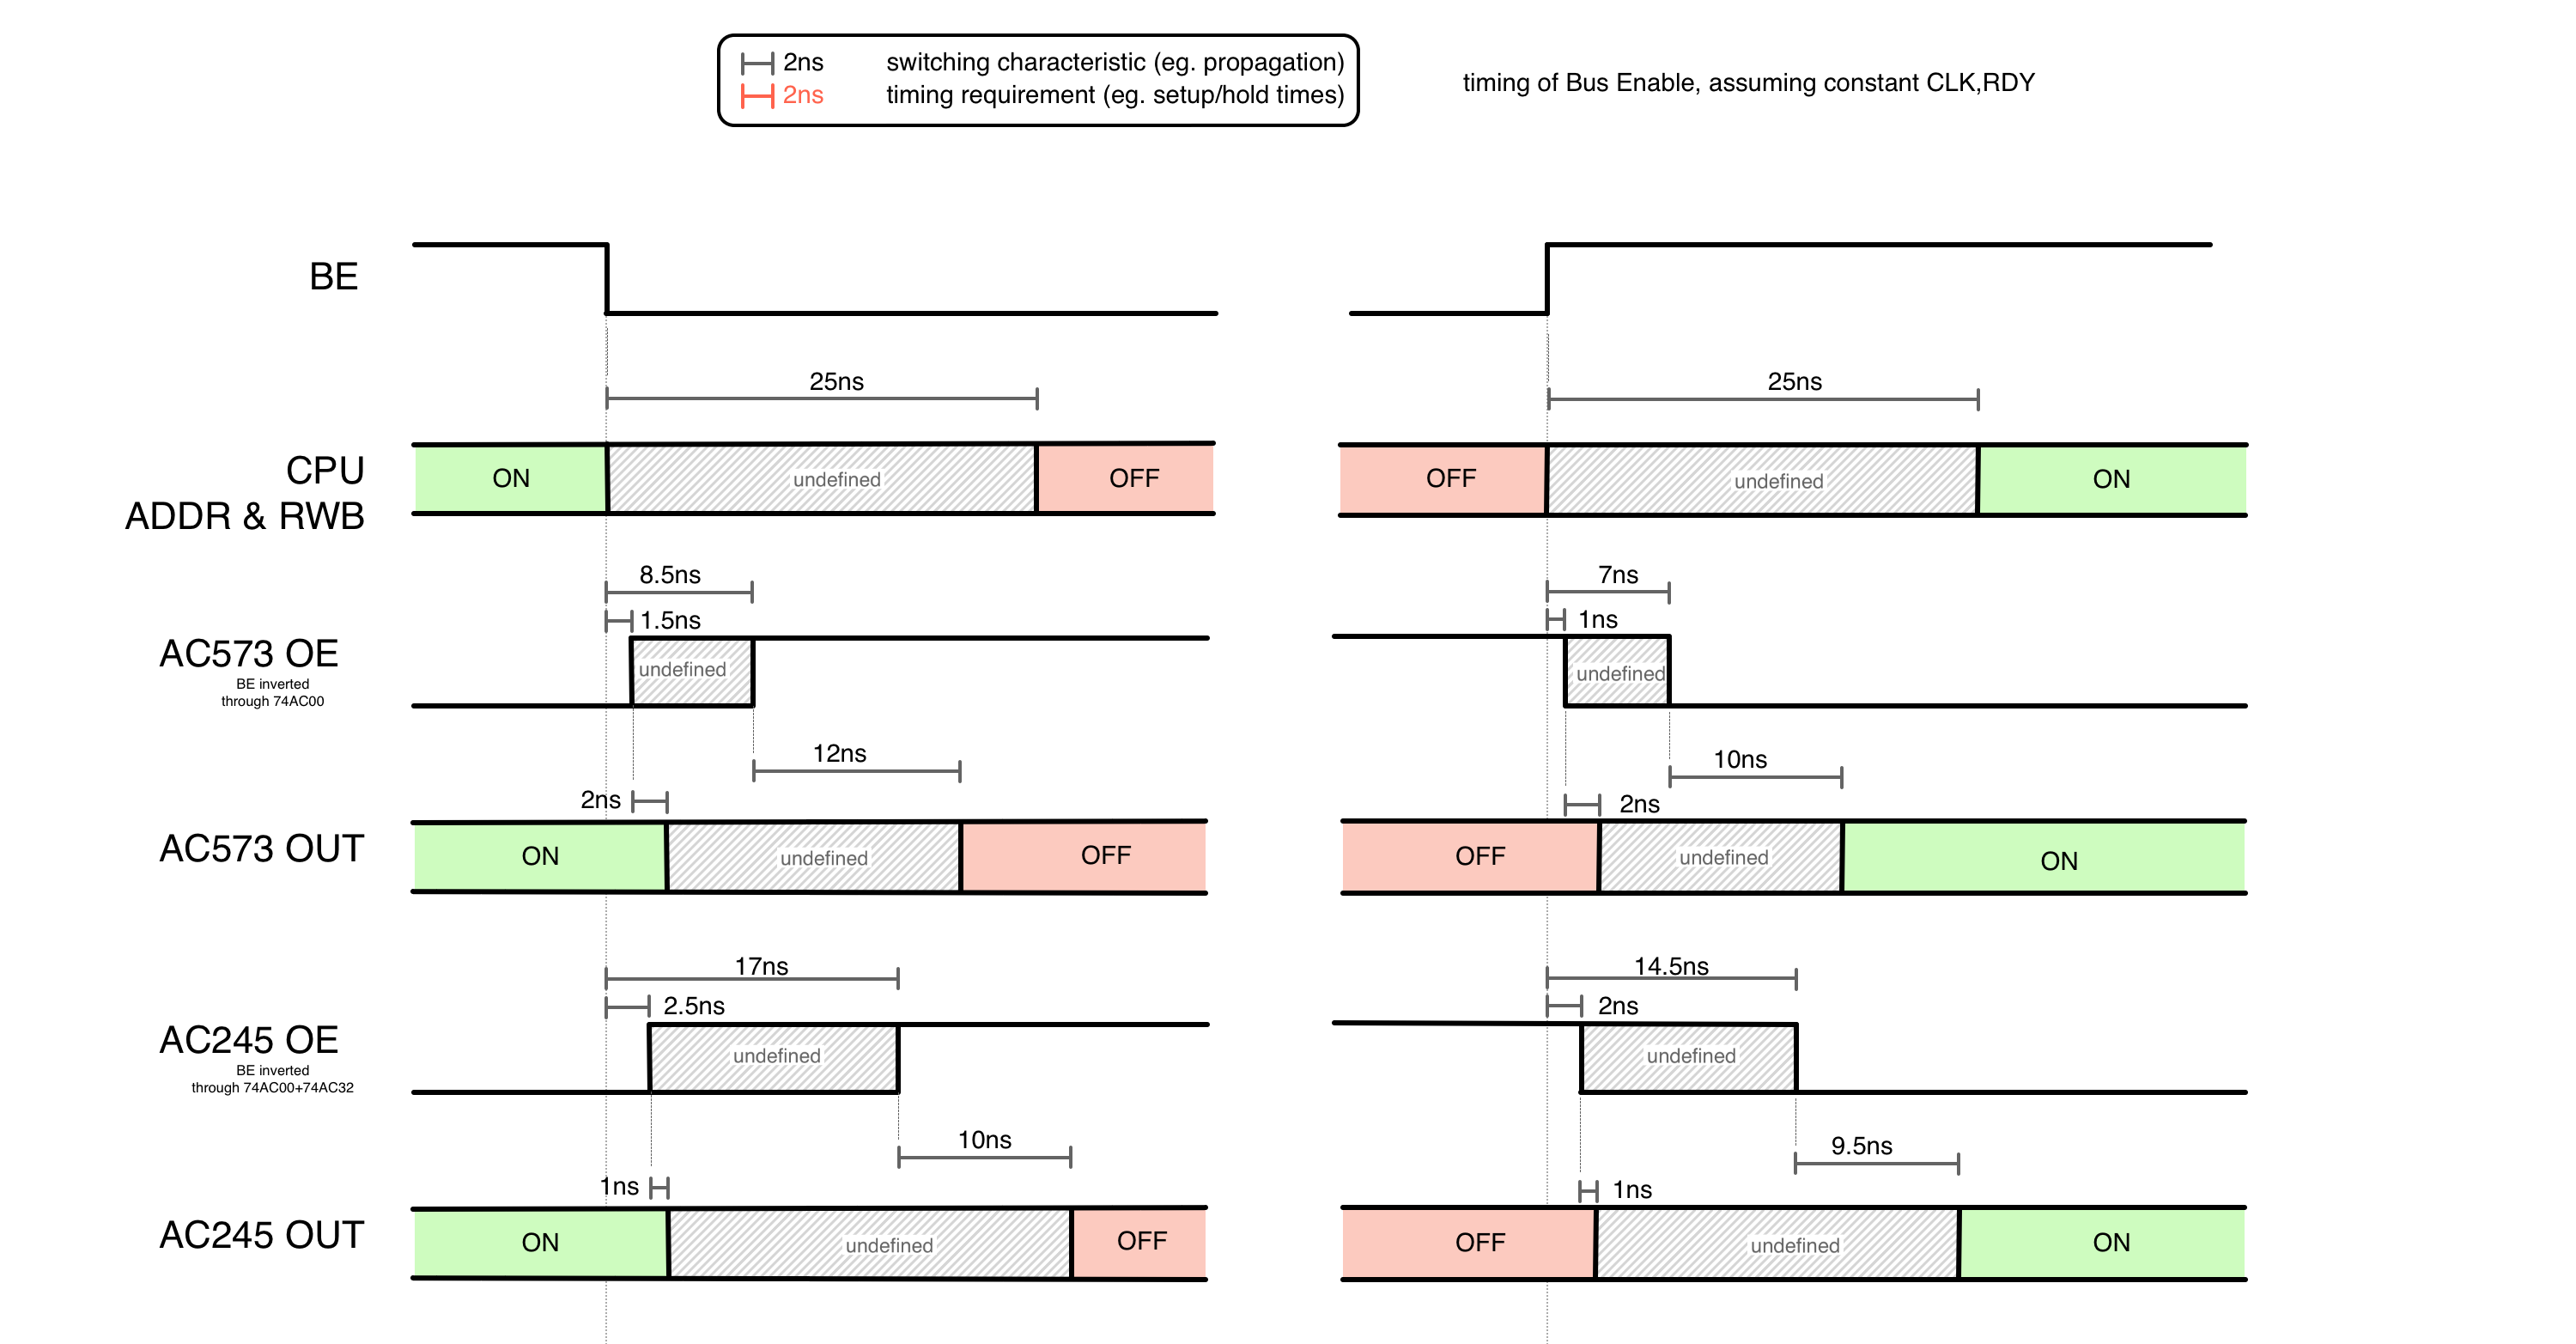 2ns switching characteristic (eg. propagation)
2ns timing requirement (eg. setup/hold times)
timing of Bus Enable, assuming constant CLK,RDY
BE
25ns 25ns
CPU
ADDR & RWB
ON undefined OFF OFF undefined ON
8.5ns 7ns
1.5ns 1ns
AC573 OE
BE inverted
through 74AC00
undefined undefined
12ns 10ns
2ns 2ns
AC573 OUT
ON undefined OFF OFF undefined ON
17ns 14.5ns
2.5ns 2ns
AC245 OE
BE inverted
through 74AC00+74AC32
undefined undefined
10ns 9.5ns
1ns 1ns
AC245 OUT
ON undefined OFF OFF undefined ON